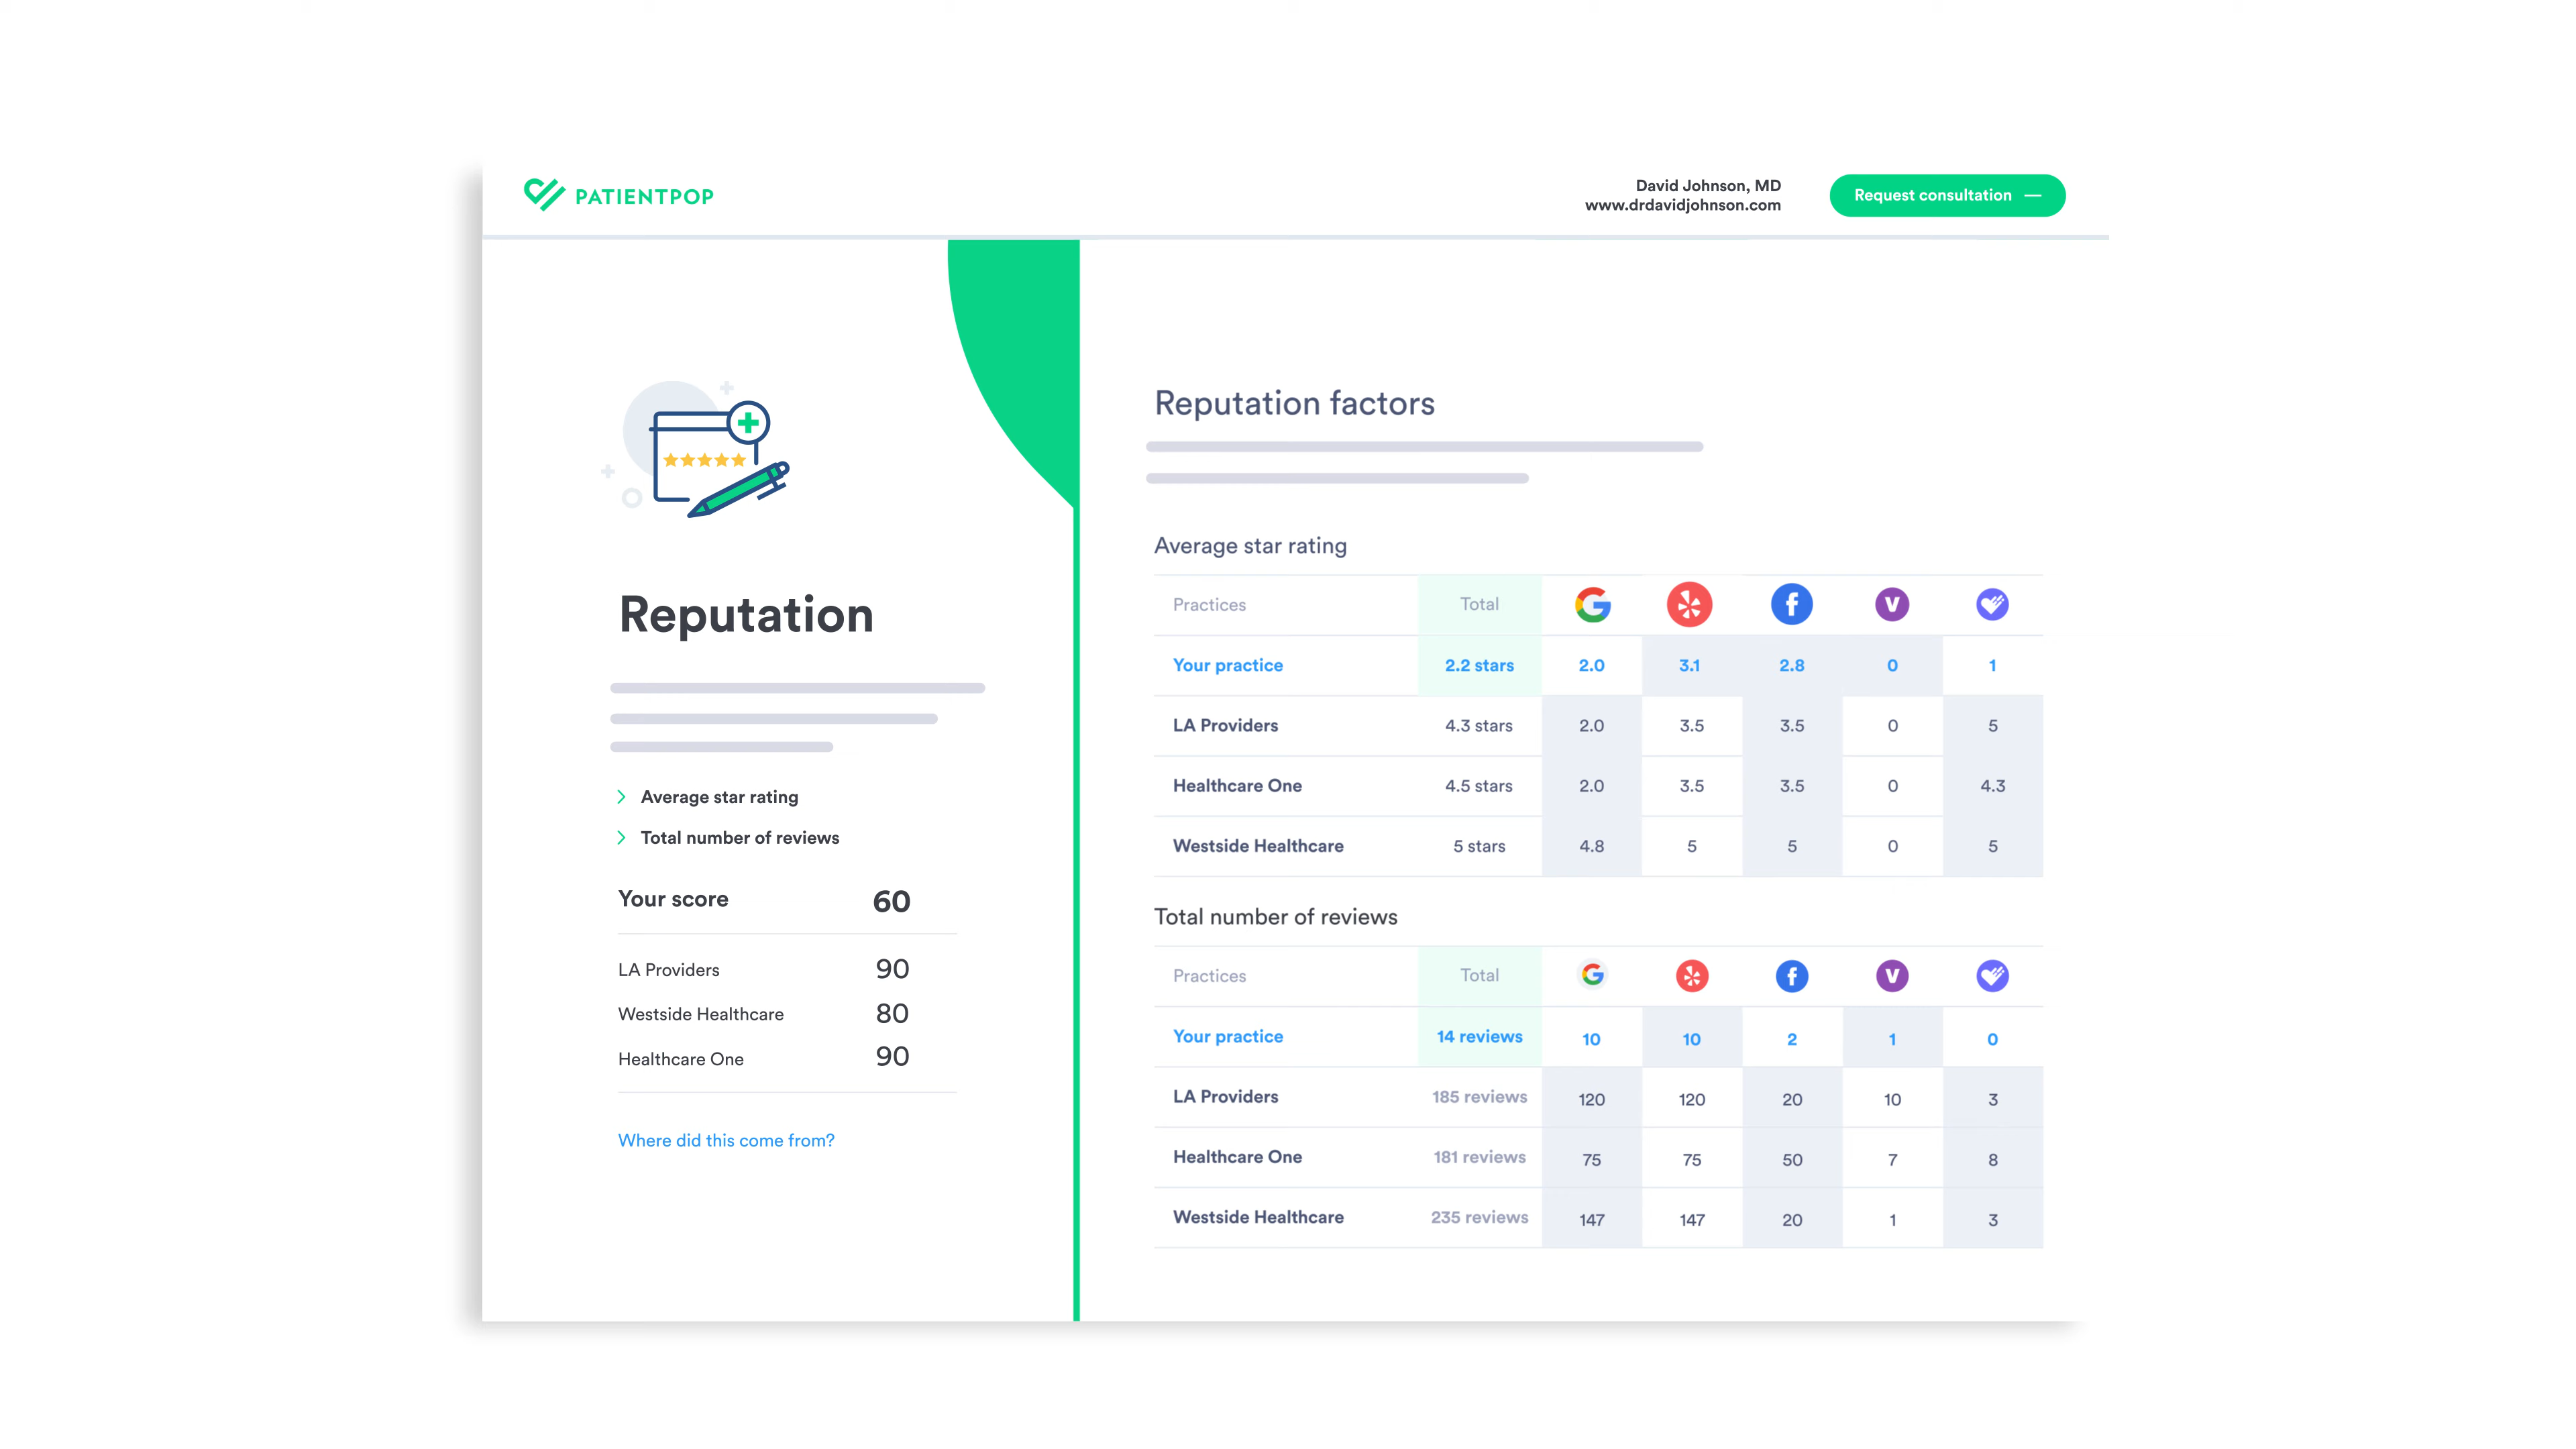 PATIENTPOP
David Johnson, MD
www.drdavidjohnson.com
Request consultation
Reputation
Average star rating
Total number of reviews
Your score 60
LA Providers 90
Westside Healthcare 80
Healthcare One 90
Where did this come from?
Reputation factors
Average star rating
Practices Total G f V
Your practice 2.2 stars 2.0 3.1 2.8 0 1
LA Providers 4.3 stars 2.0 3.5 3.5 0 5
Healthcare One 4.5 stars 2.0 3.5 3.5 0 4.3
Westside Healthcare 5 stars 4.8 5 5 0 5
Total number of reviews
Practices Total G f V
Your practice 14 reviews 10 10 2 1 0
LA Providers 185 reviews 120 120 20 10 3
Healthcare One 181 reviews 75 75 50 7 8
Westside Healthcare 235 reviews 147 147 20 1 3